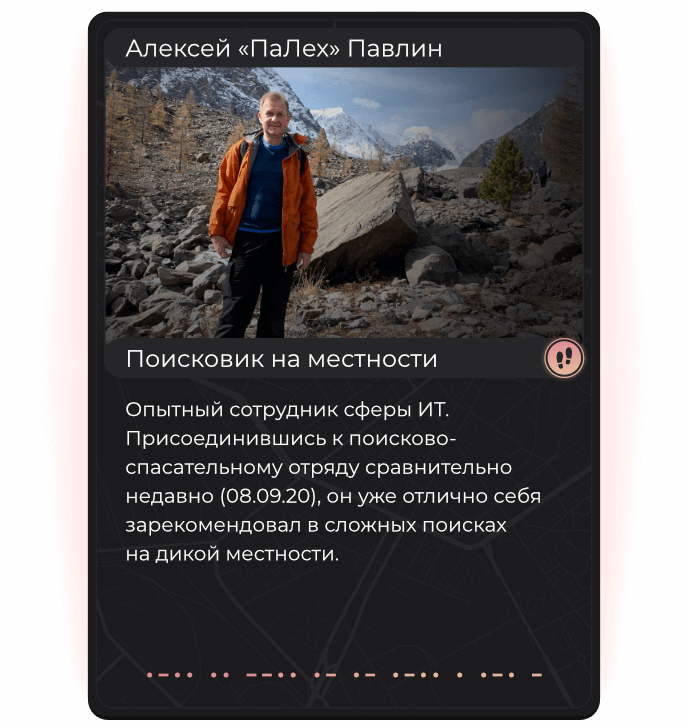 Алексей «ПаЛех» Павлин
Поисковик на местности
Опытный сотрудник сферы ИТ.
Присоединившись к поисково-
спасательному отряду сравнительно
недавно (08.09.20), он уже отлично себя
зарекомендовал в сложных поисках
на дикой местности.